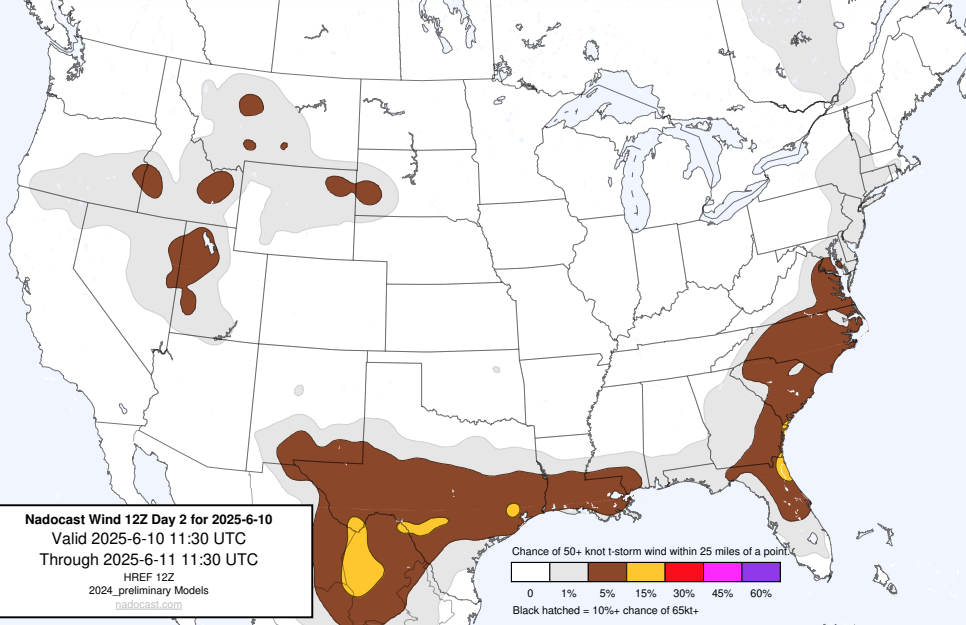 Nadocast Wind 12Z Day 2 for 2025-6-10
Valid 2025-6-10 11:30 UTC
Through 2025-6-11 11:30 UTC
HREF 12Z
2024_preliminary Models
nadocast.com
Chance of 50+ knot t-storm wind within 25 miles of a point.
0 1% 5% 15% 30% 45% 60%
Black hatched = 10%+ chance of 65kt+